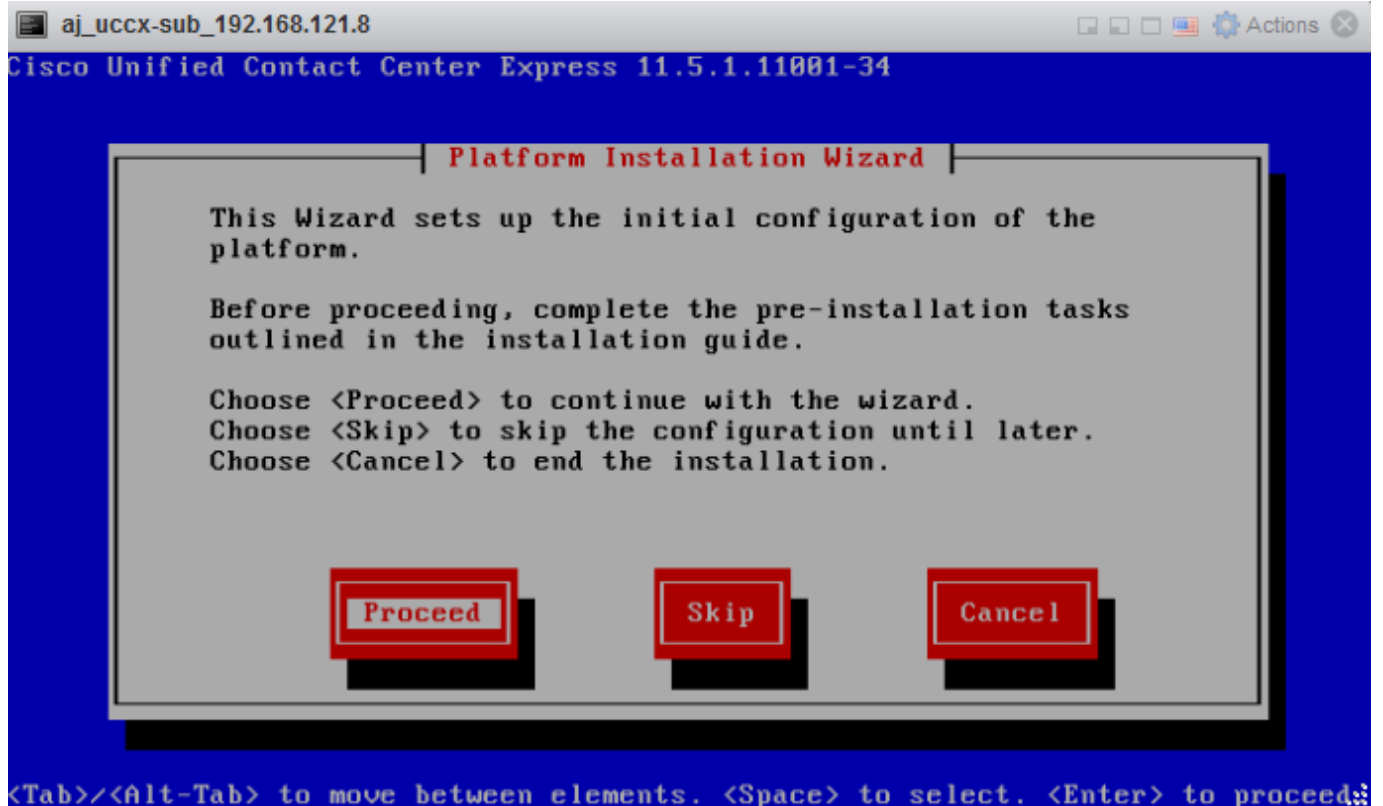 aj_uccx-sub_192.168.121.8
Actions
Cisco Unified Contact Center Express 11.5.1.11001-34
Platform Installation Wizard
This Wizard sets up the initial configuration of the
platform.
Before proceeding, complete the pre-installation tasks
outlined in the installation guide.
Choose <Proceed> to continue with the wizard.
Choose <Skip> to skip the configuration until later.
Choose <Cancel> to end the installation.
Proceed Skip Cancel
<Tab>/<Alt-Tab> to move between elements. <Space> to select. <Enter> to proceed